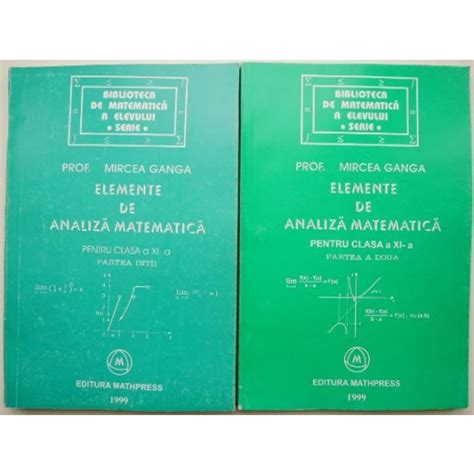 BIBLIOTECA
DE MATEMATICĂ
A ELEVULUI
* SERIE *
PROF. MIRCEA GANGA
ELEMENTE
DE
ANALIZĂ MATEMATICĂ
PENTRU CLASA a XI-a
PARTEA
EDITURA MATHPRESS
1999
BIBLIOTECA
DE MATEMATICĂ
A ELEVULUI
* SERIE *
PROF. MIRCEA GANGA
ELEMENTE
DE
ANALIZĂ MATEMATICĂ
PENTRU CLASA a XI-a
PARTEA A DOUA
EDITURA MATHPRESS
1999